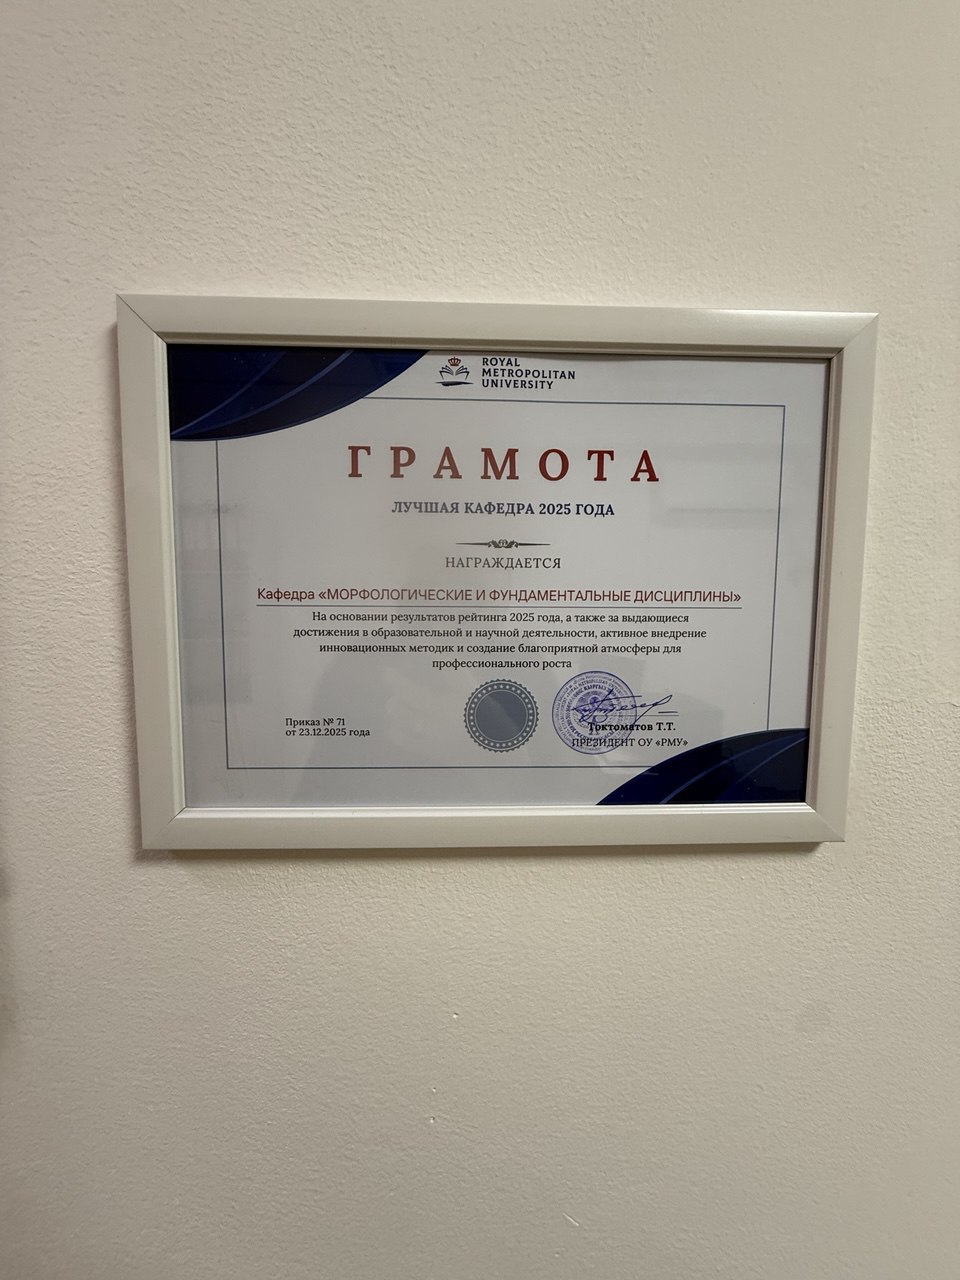 ROYAL
METROPOLITAN
UNIVERSITY
ГРАМОТА
ЛУЧШАЯ КАФЕДРА 2025 ГОДА
НАГРАЖДАЕТСЯ
Кафедра «МОРФОЛОГИЧЕСКИЕ И ФУНДАМЕНТАЛЬНЫЕ ДИСЦИПЛИНЫ»
На основании результатов рейтинга 2025 года, а также за выдающиеся
достижения в образовательной и научной деятельности, активное внедрение
инновационных методик и создание благоприятной атмосферы для
профессионального роста
Приказ № 71
от 23.12.2025 года
Токтоматов Т.Т.
ПРЕЗИДЕНТ ОУ «РМУ»